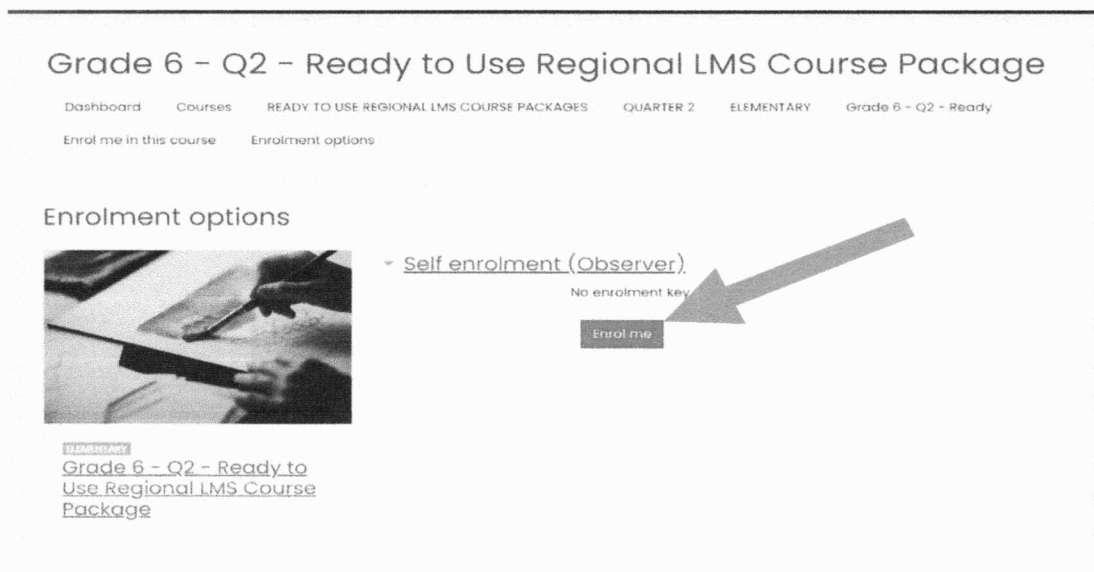 Grade 6 - Q2 - Ready to Use Regional LMS Course Package
Dashboard Courses READY TO USE REGIONAL LMS COURSE PACKAGES QUARTER 2 ELEMENTARY Grade 6 - Q2 - Ready
Enrol me in this course Enrolment options
Enrolment options
Self enrolment (Observer)
No enrolment key
Enrol me
ELEMENTARY
Grade 6 - Q2 - Ready to
Use Regional LMS Course
Package